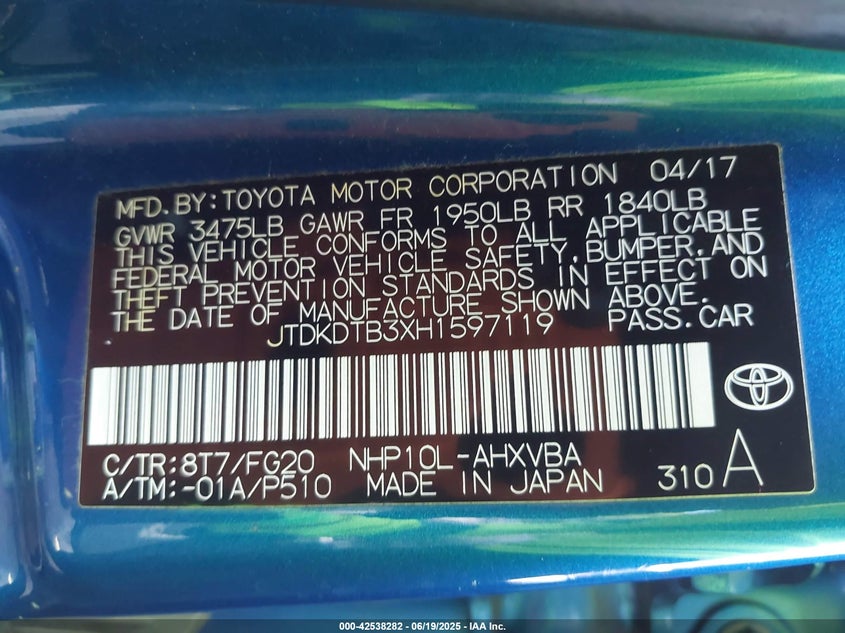 MFD. BY: TOYOTA MOTOR CORPORATION 04/17
GVWR 3475LB GAWR FR 1950LB RR 1840LB
THIS VEHICLE CONFORMS TO ALL APPLICABLE
FEDERAL MOTOR VEHICLE SAFETY, BUMPER, AND
THEFT PREVENTION STANDARDS IN EFFECT ON
THE DATE OF MANUFACTURE SHOWN ABOVE.
JTDKDTB3XH1597119 PASS. CAR
C/TR: 8T7/FG20 NHP10L-AHXVBA
A/TM: -01A/P510 MADE IN JAPAN 310 A
000-42538282 - 06/19/2025 - IAA Inc.